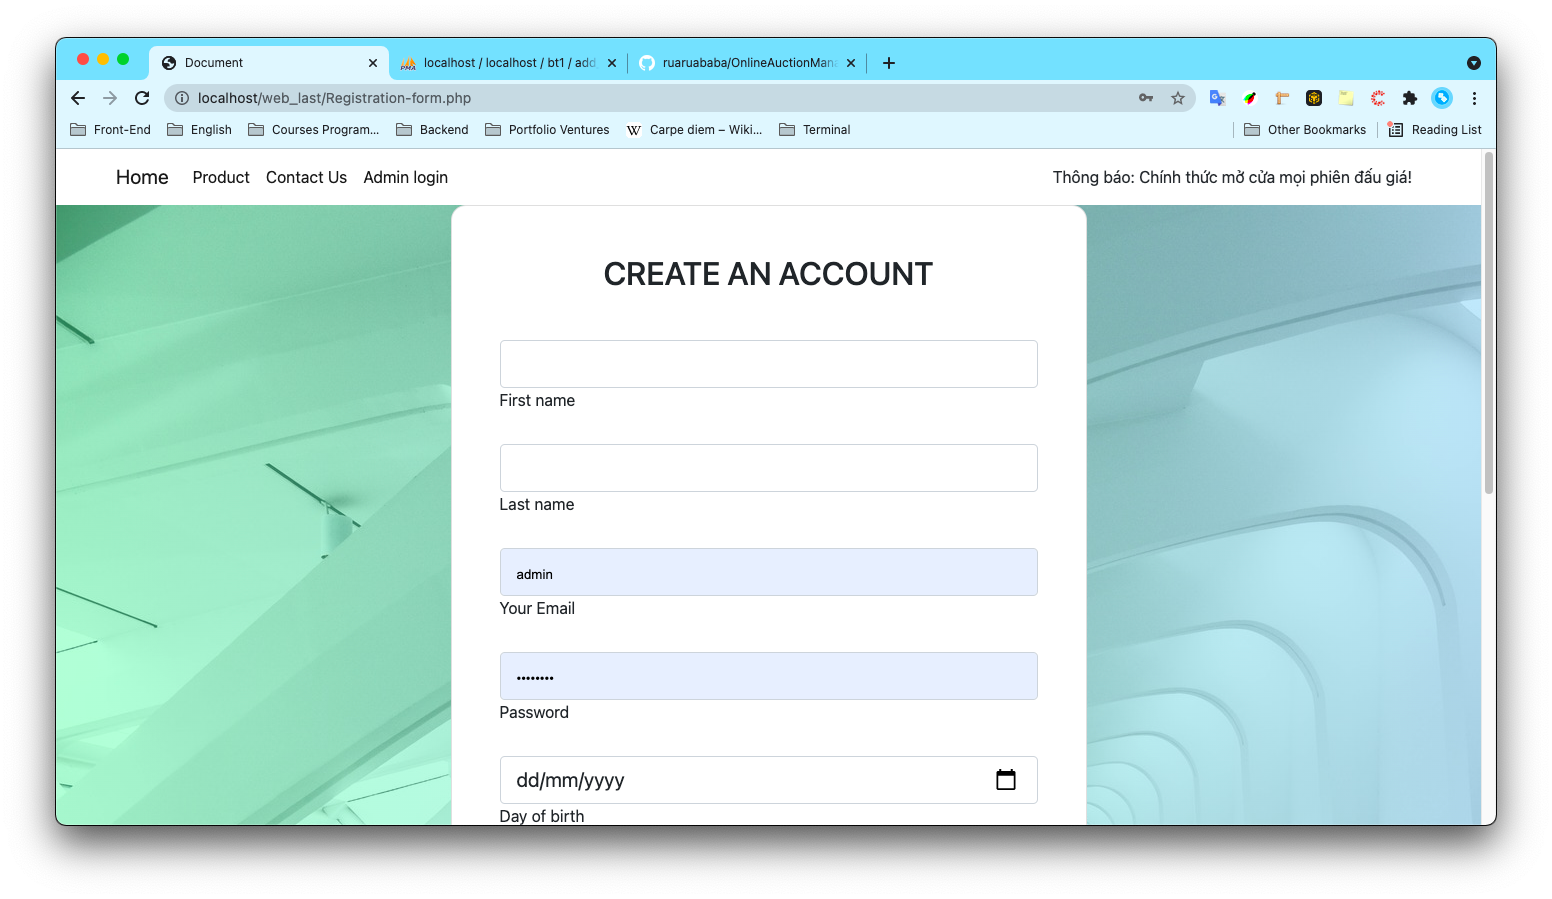 Document
localhost / localhost / bt1 / add
ruaruababa/OnlineAuctionMana
localhost/web_last/Registration-form.php
Front-End
English
Courses Program...
Backend
Portfolio Ventures
W
Carpe diem – Wiki...
Terminal
Other Bookmarks
Reading List
Home
Product
Contact Us
Admin login
Thông báo: Chính thức mở cửa mọi phiên đấu giá!
CREATE AN ACCOUNT
First name
Last name
admin
Your Email
••••••••
Password
dd/mm/yyyy
Day of birth